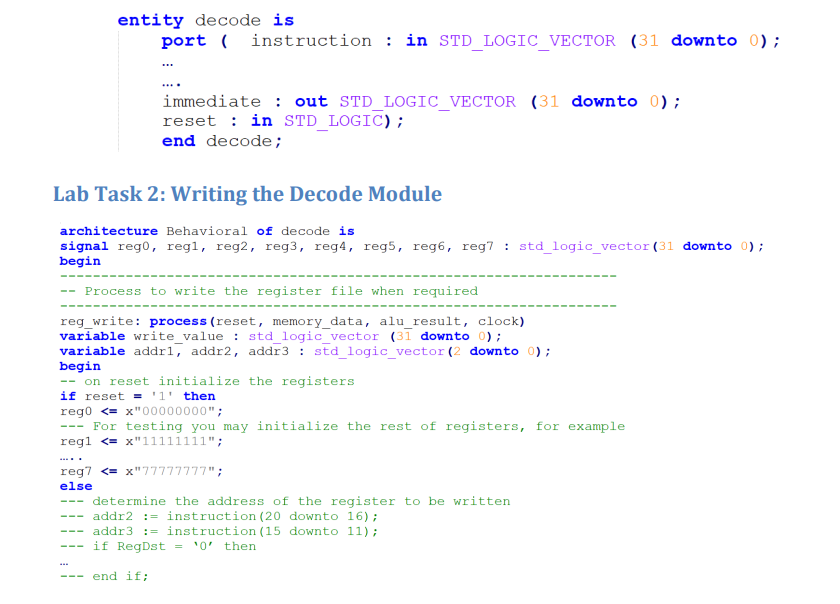 entity decode is
port ( instruction : in STD_LOGIC_VECTOR (31 downto 0);
…
….
immediate : out STD_LOGIC_VECTOR (31 downto 0);
reset : in STD_LOGIC);
end decode;
Lab Task 2: Writing the Decode Module
architecture Behavioral of decode is
signal reg0, reg1, reg2, reg3, reg4, reg5, reg6, reg7 : std_logic_vector(31 downto 0);
begin
--------------------------------------------------------------------
-- Process to write the register file when required
--------------------------------------------------------------------
reg_write: process(reset, memory_data, alu_result, clock)
variable write_value : std_logic_vector (31 downto 0);
variable addr1, addr2, addr3 : std_logic_vector(2 downto 0);
begin
-- on reset initialize the registers
if reset = '1' then
reg0 <= x"00000000";
--- For testing you may initialize the rest of registers, for example
reg1 <= x"11111111";
…..
reg7 <= x"77777777";
else
--- determine the address of the register to be written
--- addr2 := instruction(20 downto 16);
--- addr3 := instruction(15 downto 11);
--- if RegDst = ‘0’ then
…
--- end if;